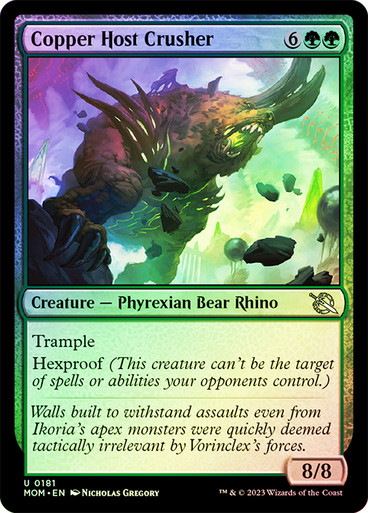 Copper Host Crusher 6
Creature — Phyrexian Bear Rhino
Trample
Hexproof (This creature can't be the target
of spells or abilities your opponents control.)
Walls built to withstand assaults even from
Ikoria's apex monsters were quickly deemed
tactically irrelevant by Vorinclex's forces.
8/8
U 0181
MOM • EN Nicholas Gregory
™ & © 2023 Wizards of the Coast